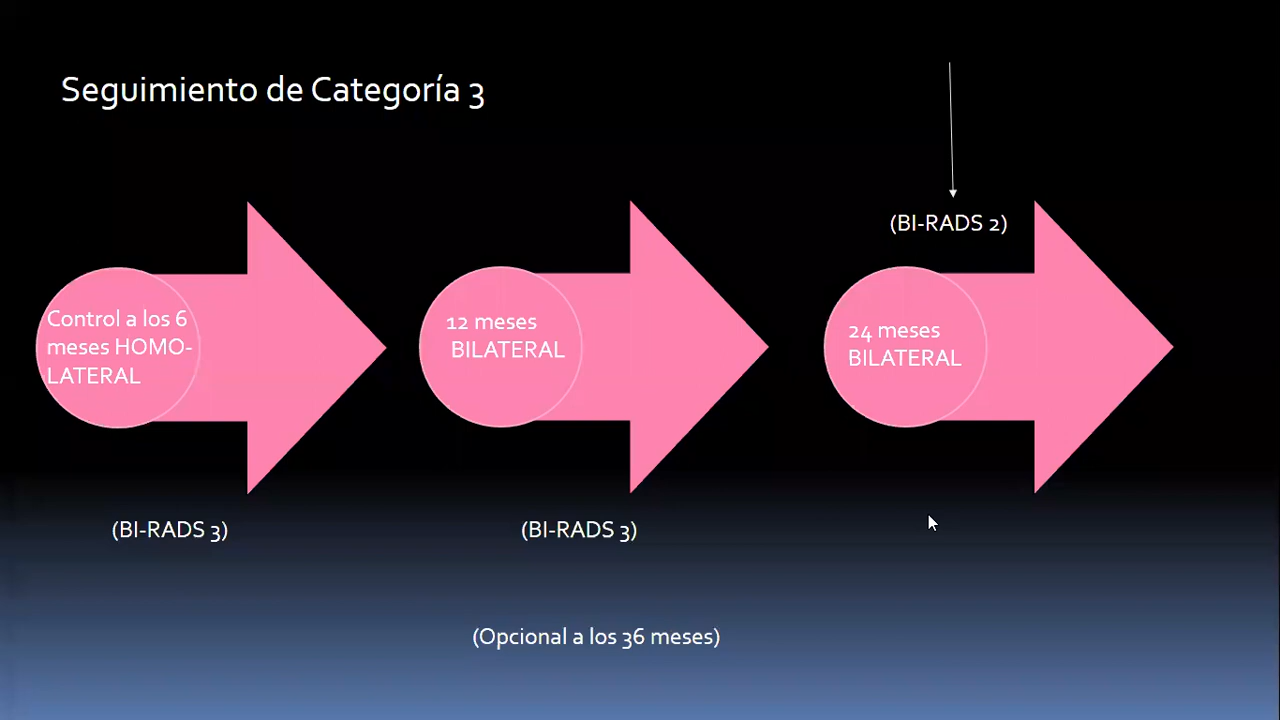 Seguimiento de Categoría 3
(BI-RADS 2)
Control a los 6
meses HOMO-
LATERAL
12 meses
BILATERAL
24 meses
BILATERAL
(BI-RADS 3)
(BI-RADS 3)
(Opcional a los 36 meses)